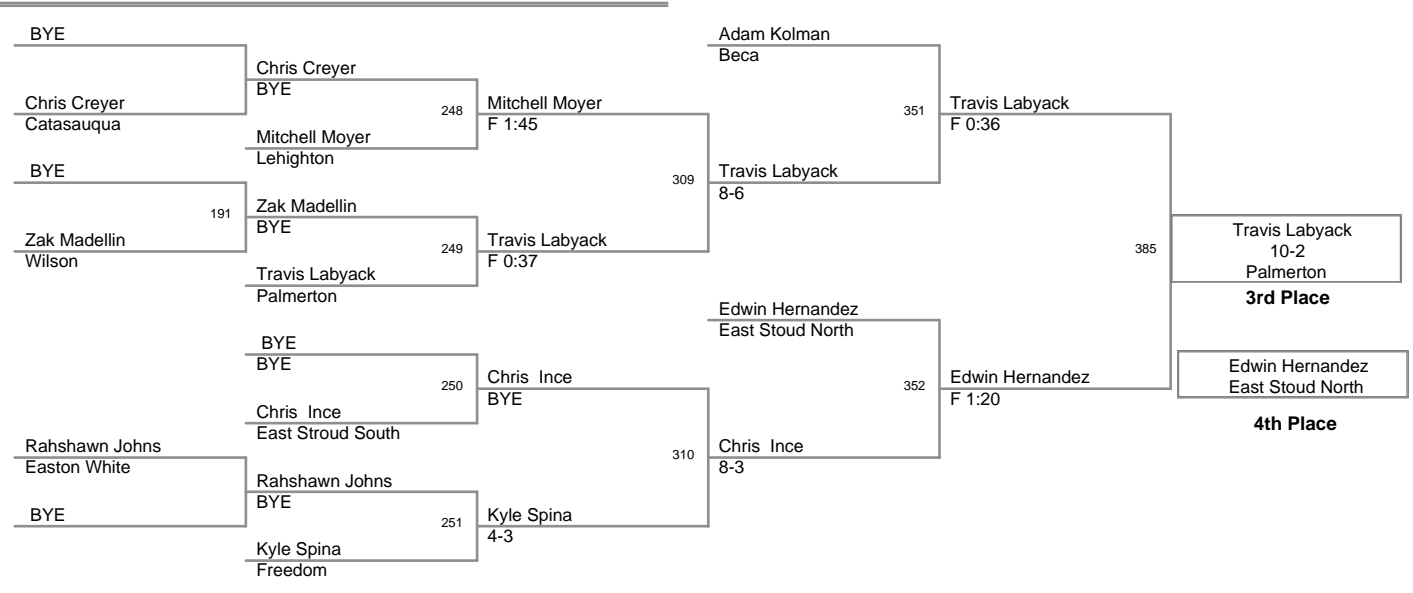 BYE
Chris Creyer
Catasauqua
BYE
191
Zak Madellin
Wilson
Rahshawn Johns
Easton White
BYE
Chris Creyer
BYE
248
Mitchell Moyer
Lehighton
Zak Madellin
BYE
249
Travis Labyack
Palmerton
BYE
BYE
250
Chris  Ince
East Stroud South
Rahshawn Johns
BYE
251
Kyle Spina
Freedom
Mitchell Moyer
F 1:45
309
Travis Labyack
F 0:37
Chris  Ince
BYE
310
Kyle Spina
4-3
Adam Kolman
Beca
351
Travis Labyack
8-6
Edwin Hernandez
East Stoud North
352
Chris  Ince
8-3
Travis Labyack
F 0:36
385
Edwin Hernandez
F 1:20
Travis Labyack
10-2
Palmerton
3rd Place
Edwin Hernandez
East Stoud North
4th Place